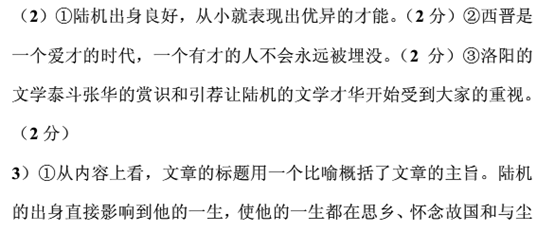 （2）①陆机出身良好，从小就表现出优异的才能。（2 分）②西晋是
一个爱才的时代，一个有才的人不会永远被埋没。（2 分）③洛阳的
文学泰斗张华的赏识和引荐让陆机的文学才华开始受到大家的重视。
（2 分）
3）①从内容上看，文章的标题用一个比喻概括了文章的主旨。陆机
的出身直接影响到他的一生，使他的一生都在思乡、怀念故国和与尘